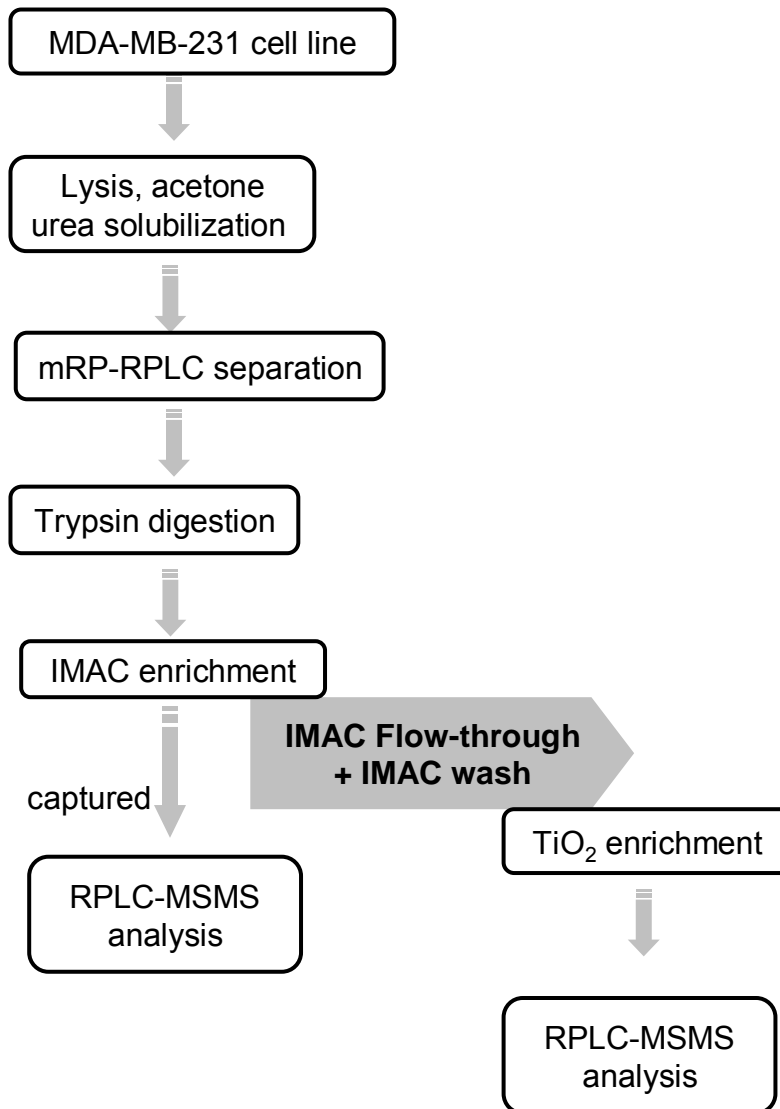 MDA-MB-231 cell line
Lysis, acetone
urea solubilization
mRP-RPLC separation
Trypsin digestion
IMAC enrichment
IMAC Flow-through
+ IMAC wash
captured
TiO₂ enrichment
RPLC-MSMS
analysis
RPLC-MSMS
analysis